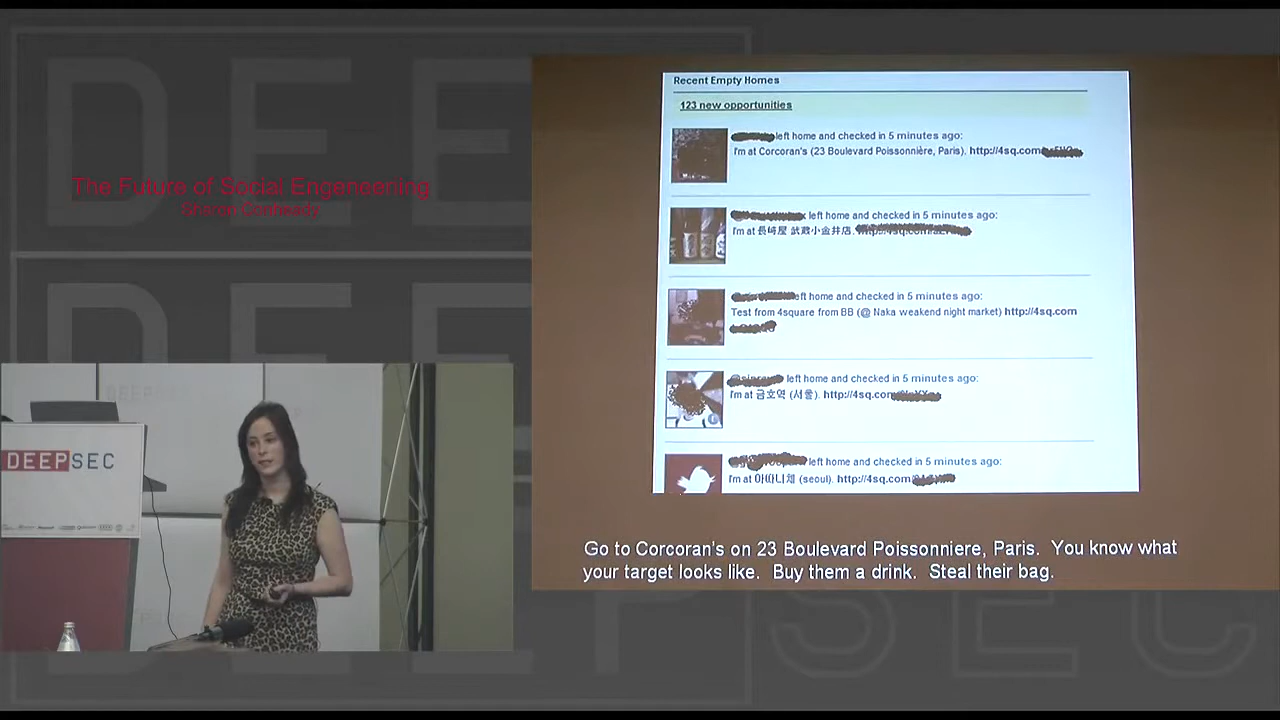 The Future of Social Engeneering
Sharon Conheady
DEEPSEC
Recent Empty Homes
123 new opportunities
left home and checked in 5 minutes ago:
I'm at Corcoran's (23 Boulevard Poissonnière, Paris). http://4sq.com
left home and checked in 5 minutes ago:
I'm at 長崎屋 武蔵小金井店.
left home and checked in 5 minutes ago:
Test from 4square from BB (@ Naka weakend night market) http://4sq.com
left home and checked in 5 minutes ago:
I'm at 금호역 (서울). http://4sq.com
left home and checked in 5 minutes ago:
I'm at 아따니체 (seoul). http://4sq.com
Go to Corcoran's on 23 Boulevard Poissonniere, Paris. You know what
your target looks like. Buy them a drink. Steal their bag.
DEEP
SEC